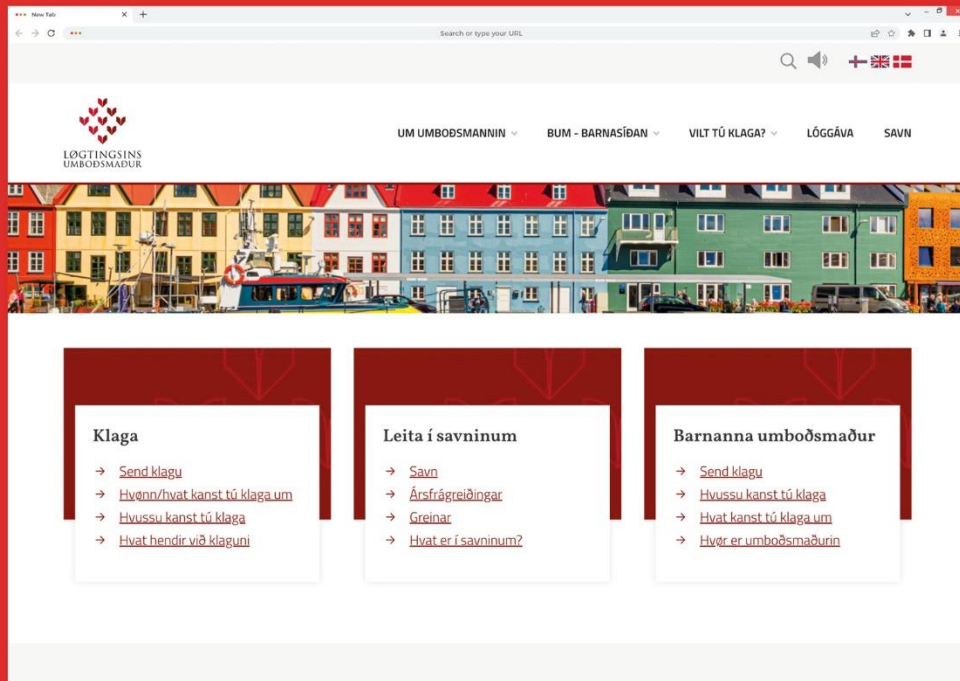 New Tab
Search or type your URL
LØGTINGSINS
UMBOÐSMAÐUR
UM UMBOÐSMANNIN
BUM - BARNASÍÐAN
VILT TÚ KLAGA?
LÓGGÁVA
SAVN
Klaga
Send klagu
Hvønn/hvat kanst tú klaga um
Hvussu kanst tú klaga
Hvat hendir við klaguni
Leita í savninum
Savn
Ársfrágreiðingar
Greinar
Hvat er í savninum?
Barnanna umboðsmaður
Send klagu
Hvussu kanst tú klaga
Hvat kanst tú klaga um
Hvør er umboðsmaðurin